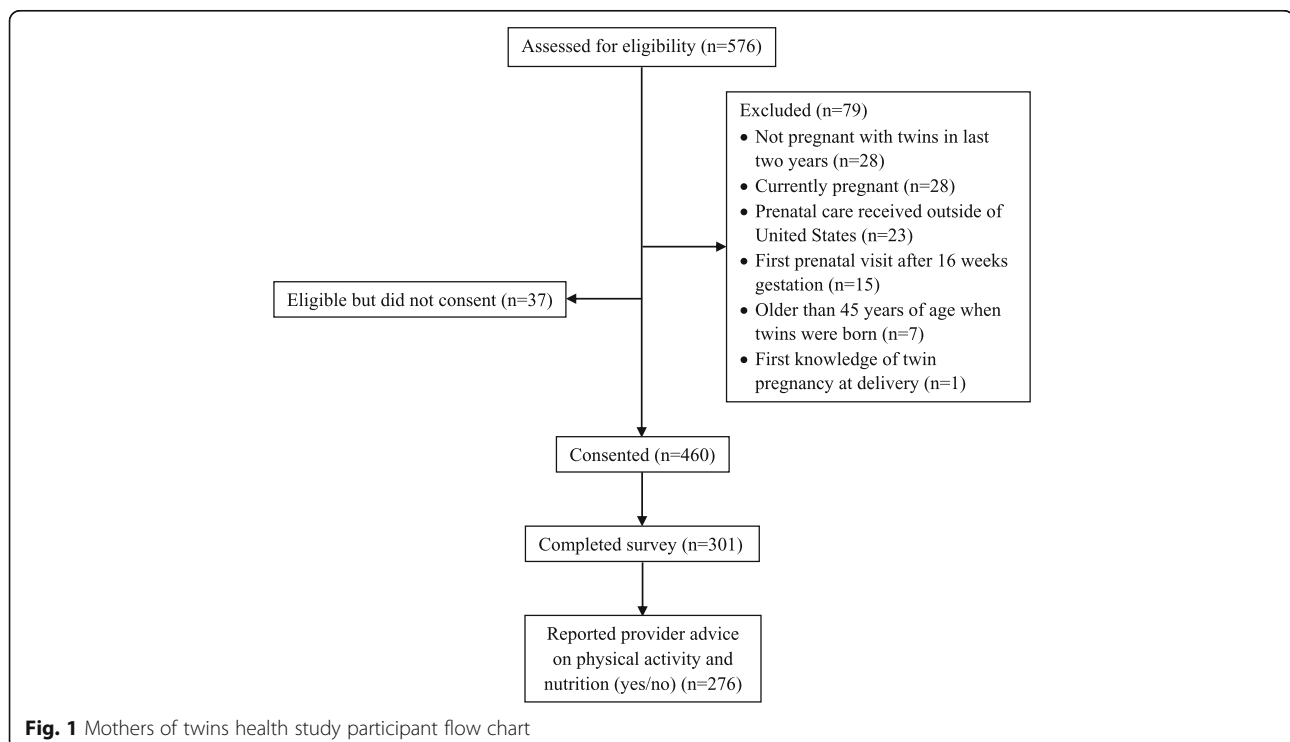 Assessed for eligibility (n=576)
Excluded (n=79)
• Not pregnant with twins in last
two years (n=28)
• Currently pregnant (n=28)
• Prenatal care received outside of
United States (n=23)
• First prenatal visit after 16 weeks
gestation (n=15)
• Older than 45 years of age when
twins were born (n=7)
• First knowledge of twin
pregnancy at delivery (n=1)
Eligible but did not consent (n=37)
Consented (n=460)
Completed survey (n=301)
Reported provider advice
on physical activity and
nutrition (yes/no) (n=276)
Fig. 1 Mothers of twins health study participant flow chart